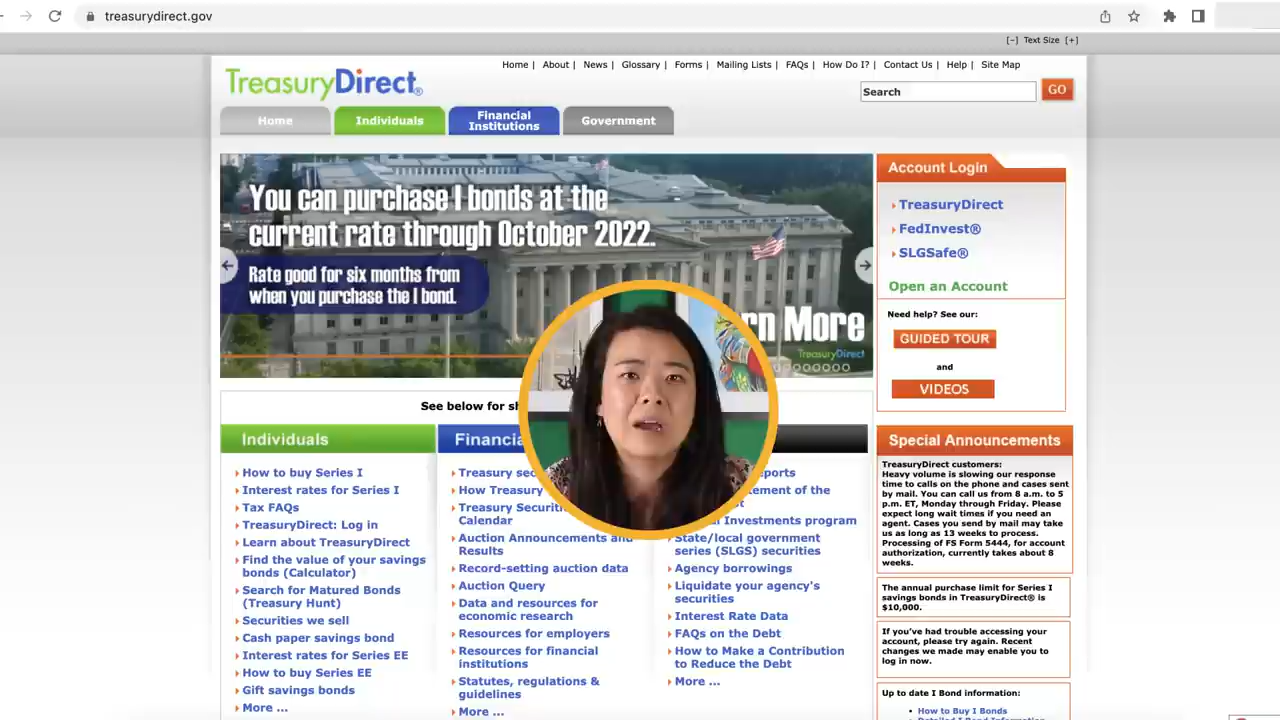 treasurydirect.gov
[-] Text Size [+]
Home | About | News | Glossary | Forms | Mailing Lists | FAQs | How Do I? | Contact Us | Help | Site Map
TreasuryDirect®
Search
GO
Home
Individuals
Financial
Institutions
Government
You can purchase I bonds at the
current rate through October 2022.
Rate good for six months from
when you purchase the I bond.
More
TreasuryDirect
Account Login
TreasuryDirect
FedInvest®
SLGSafe®
Open an Account
Need help? See our:
GUIDED TOUR
and
VIDEOS
See below for
Individuals
How to buy Series I
Interest rates for Series I
Tax FAQs
TreasuryDirect: Log in
Learn about TreasuryDirect
Find the value of your savings
bonds (Calculator)
Search for Matured Bonds
(Treasury Hunt)
Securities we sell
Cash paper savings bond
Interest rates for Series EE
How to buy Series EE
Gift savings bonds
More ...
Treasury
How Treasury
Treasury
Calendar
Auction Announcements and
Results
Record-setting auction data
Auction Query
Data and resources for
economic research
Resources for employers
Resources for financial
institutions
Statutes, regulations &
guidelines
More ...
of the
Investments program
State/local government
series (SLGS) securities
Agency borrowings
Liquidate your agency's
securities
Interest Rate Data
FAQs on the Debt
How to Make a Contribution
to Reduce the Debt
More ...
Special Announcements
TreasuryDirect customers:
Heavy volume is slowing our response
time to calls on the phone and cases sent
by mail. You can call us from 8 a.m. to 5
p.m. ET, Monday through Friday. Please
expect long wait times if you need an
agent. Cases you send by mail may take
us as long as 13 weeks to process.
Processing of FS Form 5444, for account
authorization, currently takes about 8
weeks.
The annual purchase limit for Series I
savings bonds in TreasuryDirect® is
$10,000.
If you've had trouble accessing your
account, please try again. Recent
changes we made may enable you to
log in now.
Up to date I Bond information:
How to Buy I Bonds